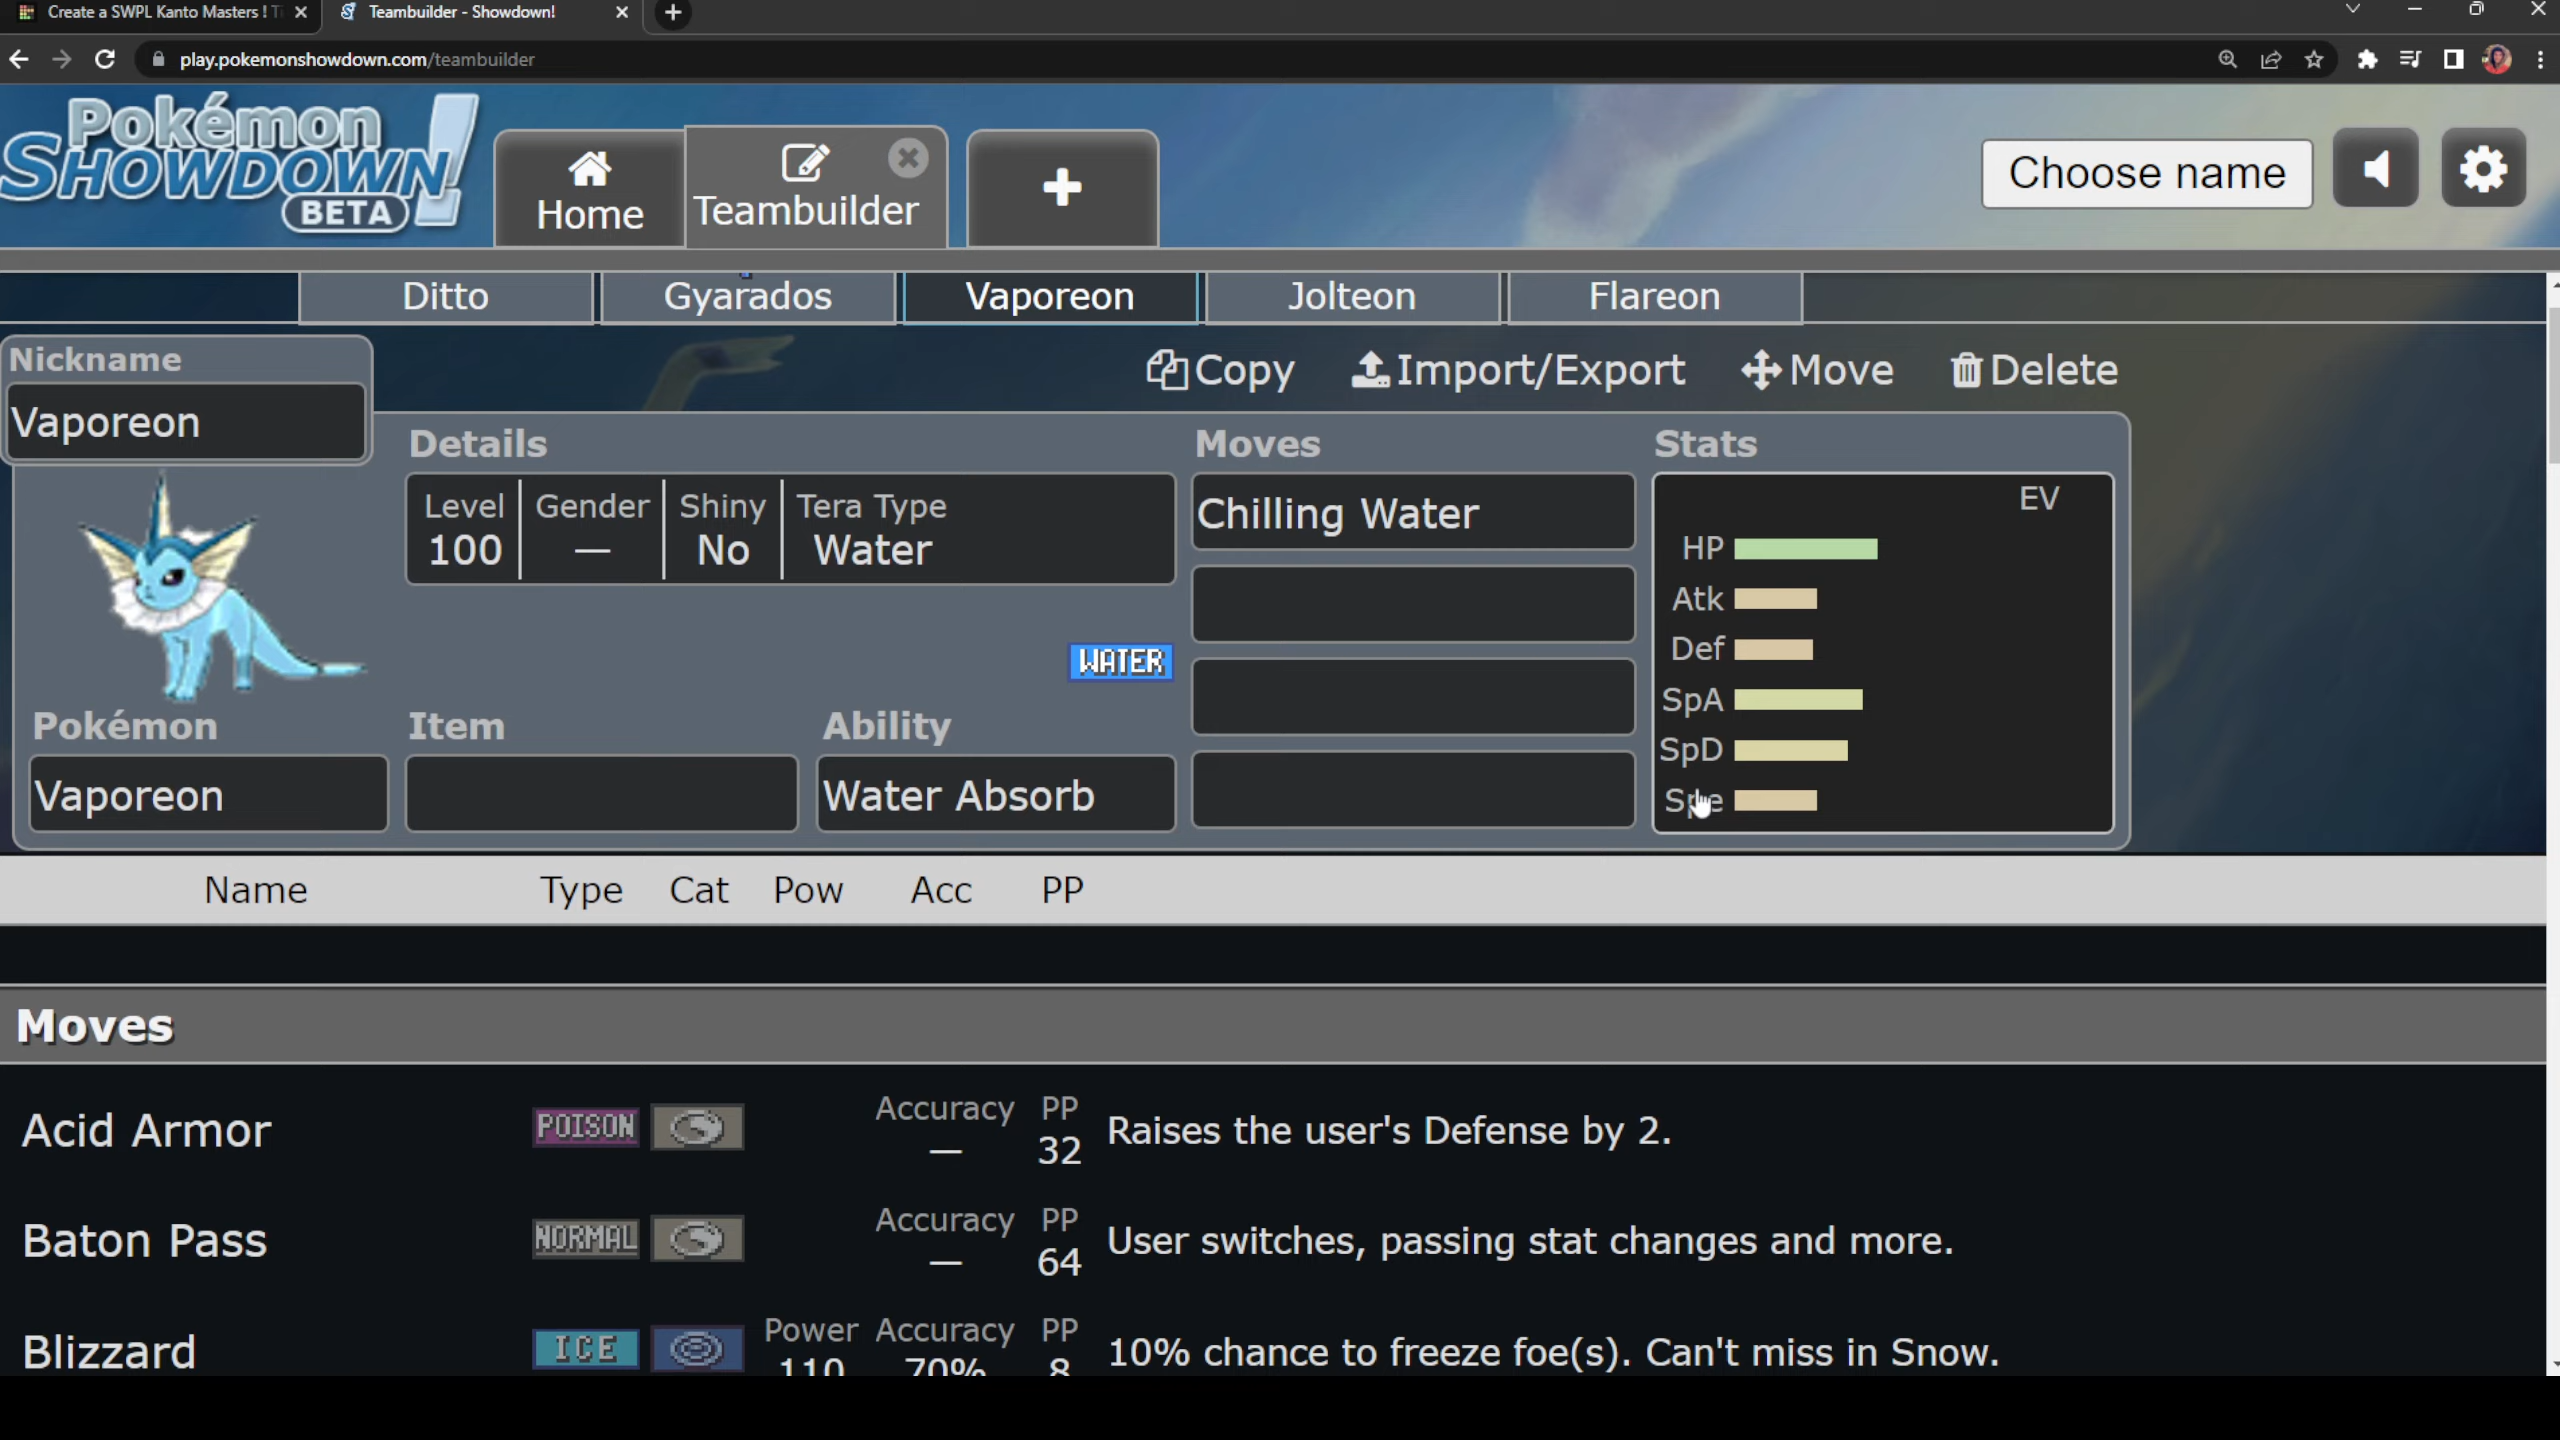 Create a SWPL Kanto Masters ! Ti
Teambuilder - Showdown!
play.pokemonshowdown.com/teambuilder
Pokémon
SHOWDOWN!
BETA
Home
Teambuilder
Choose name
Ditto
Gyarados
Vaporeon
Jolteon
Flareon
Nickname
Vaporeon
Copy
Import/Export
Move
Delete
Details
Level Gender Shiny Tera Type
100 — No Water
WATER
Pokémon
Vaporeon
Item
Ability
Water Absorb
Moves
Chilling Water
Stats
EV
HP
Atk
Def
SpA
SpD
Spe
Name Type Cat Pow Acc PP
Moves
Acid Armor POISON Accuracy — PP 32 Raises the user's Defense by 2.
Baton Pass NORMAL Accuracy — PP 64 User switches, passing stat changes and more.
Blizzard ICE Power 110 Accuracy 70% PP 8 10% chance to freeze foe(s). Can't miss in Snow.